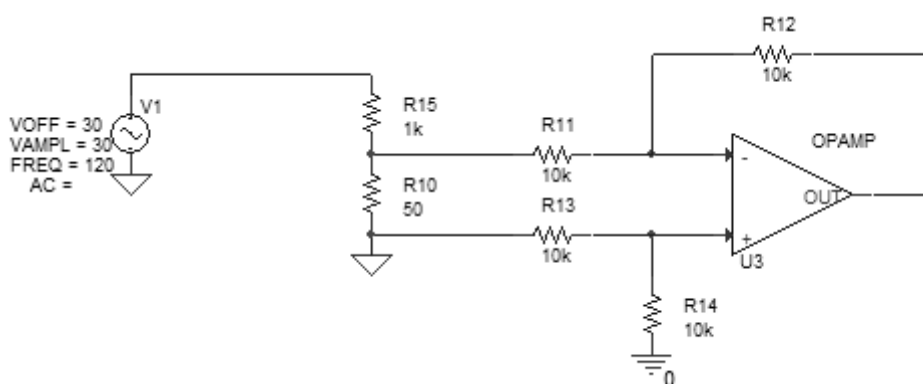 R12
10k
V1
VOFF = 30
VAMPL = 30
FREQ = 120
AC =
R15
1k
R11
10k
OPAMP
-
OUT
+
U3
R10
50
R13
10k
R14
10k
0